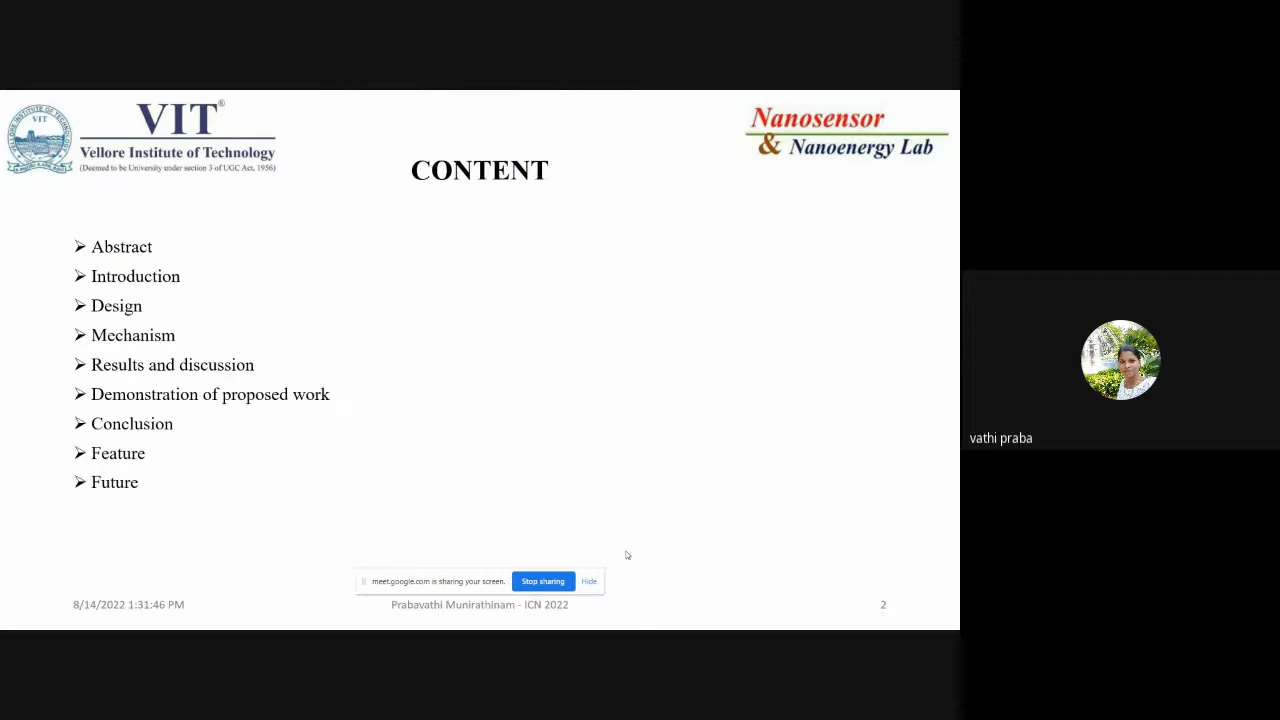 VIT®
Vellore Institute of Technology
(Deemed to be University under section 3 of UGC Act, 1956)
VIT
Nanosensor
& Nanoenergy Lab
CONTENT
➢ Abstract
➢ Introduction
➢ Design
➢ Mechanism
➢ Results and discussion
➢ Demonstration of proposed work
➢ Conclusion
➢ Feature
➢ Future
vathi praba
meet.google.com is sharing your screen. Stop sharing Hide
8/14/2022 1:31:46 PM Prabavathi Munirathinam - ICN 2022 2